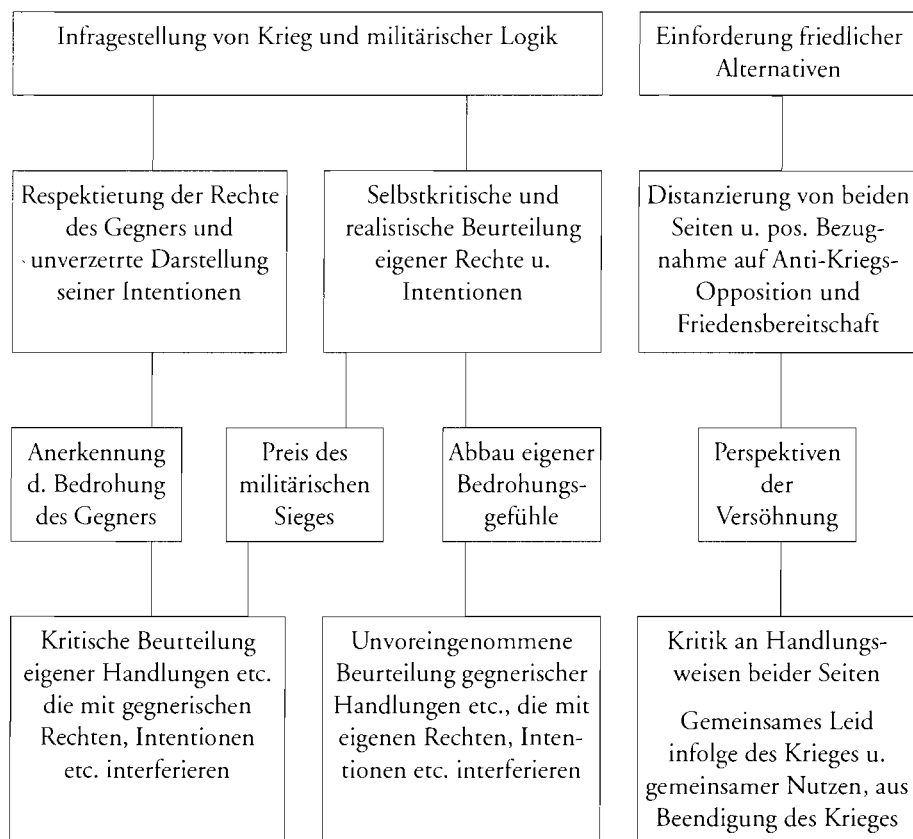 Infragestellung von Krieg und militärischer Logik
Einforderung friedlicher
Alternativen
Respektierung der Rechte
des Gegners und
unverzetrte Darstellung
seiner Intentionen
Selbstkritische und
realistische Beurteilung
eigener Rechte u.
Intentionen
Distanzierung von beiden
Seiten u. pos. Bezug-
nahme auf Anti-Kriegs-
Opposition und
Friedensbereitschaft
Anerkennung
d. Bedrohung
des Gegners
Preis des
militärischen
Sieges
Abbau eigener
Bedrohungs-
gefühle
Perspektiven
der
Versöhnung
Kritische Beurteilung
eigener Handlungen etc.
die mit gegnerischen
Rechten, Intentionen
etc. interferieren
Unvoreingenommene
Beurteilung gegnerischer
Handlungen etc., die mit
eigenen Rechten, Inten-
tionen etc. interferieren
Kritik an Handlungs-
weisen beider Seiten
Gemeinsames Leid
infolge des Krieges u.
gemeinsamer Nutzen, aus
Beendigung des Krieges